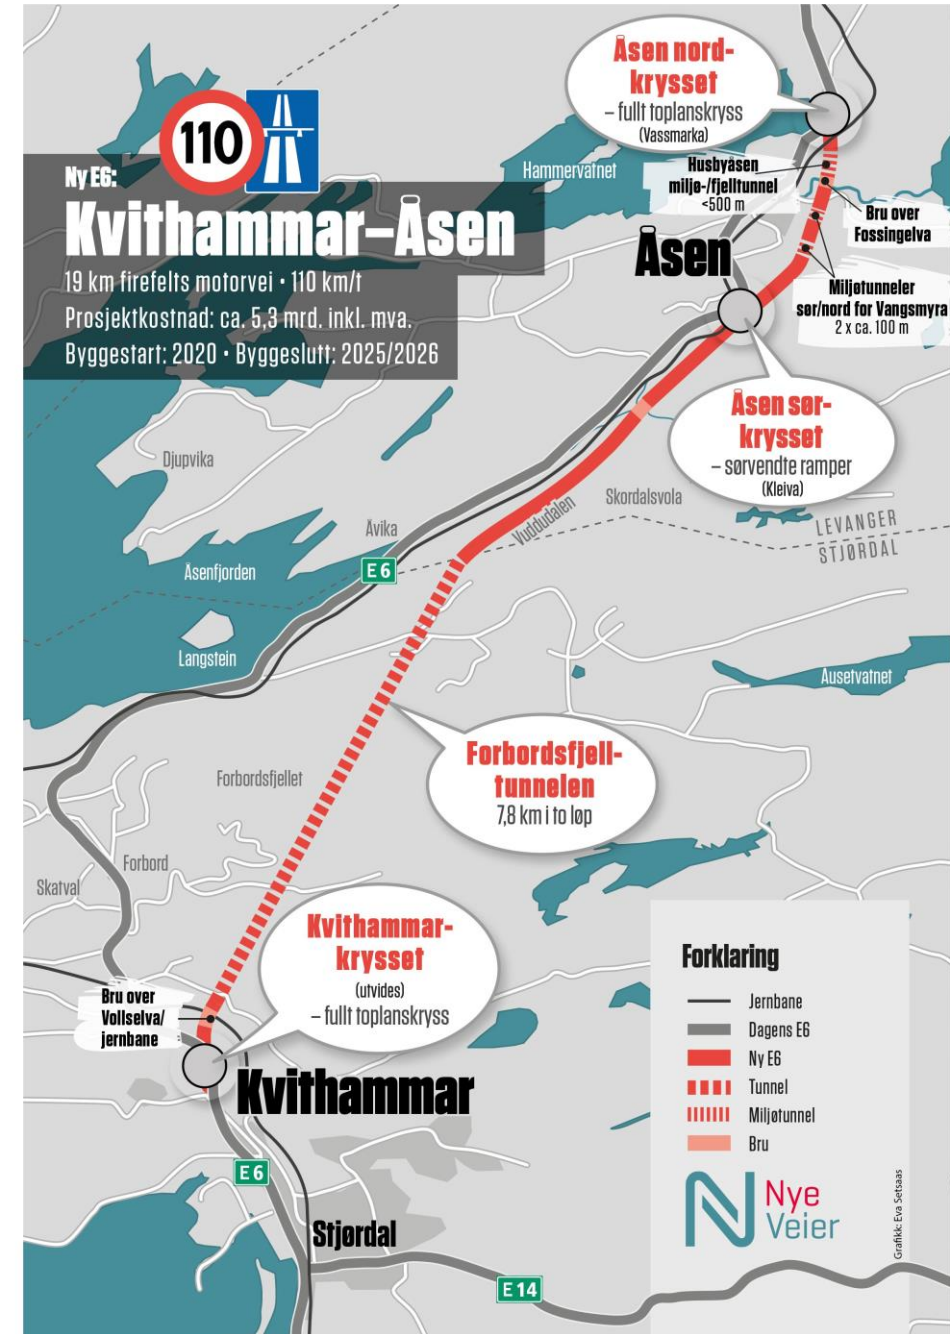 Åsen nord-
krysset
– fullt toplanskryss
(Vassmarka)
110
Ny E6:
Kvithammar–Åsen
19 km firefelts motorvei • 110 km/t
Prosjektkostnad: ca. 5,3 mrd. inkl. mva.
Byggestart: 2020 • Byggeslutt: 2025/2026
Hammervatnet
Husbyåsen
miljø-/fjelltunnel
<500 m
Bru over
Fossingelva
Åsen
Miljøtunneler
sør/nord for Vangsmyra
2 x ca. 100 m
Åsen sør-
krysset
– sørvendte ramper
(Kleiva)
Djupvika
Skordalsvola
Vuddudalen
Åvika
LEVANGER
STJØRDAL
E6
Åsenfjorden
Langstein
Ausetvatnet
Forbordsfjell-
tunnelen
7,8 km i to løp
Forbordsfjellet
Forbord
Skatval
Kvithammar-
krysset
(utvides)
– fullt toplanskryss
Bru over
Vollselva/
jernbane
Kvithammar
E6
Stjørdal
E14
Forklaring
Jernbane
Dagens E6
Ny E6
Tunnel
Miljøtunnel
Bru
Nye
Veier
Grafikk: Eva Setsaas